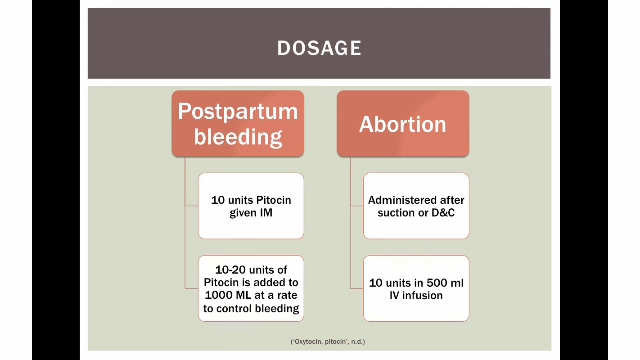 DOSAGE
Postpartum
bleeding
10 units Pitocin
given IM
10-20 units of
Pitocin is added to
1000 ML at a rate
to control bleeding
Abortion
Administered after
suction or D&C
10 units in 500 ml
IV infusion
('Oxytocin, pitocin', n.d.)